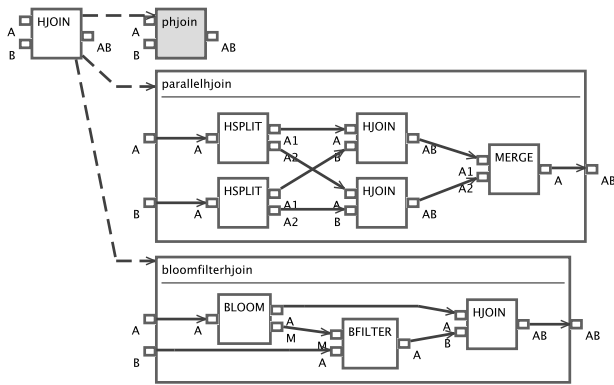 HJOIN
A
B
AB
phjoin
A
B
AB
parallelhjoin
A
A
HSPLIT
A1
A2
A
B
HJOIN
AB
B
A
HSPLIT
A1
A2
A
B
HJOIN
AB
A1
A2
MERGE
A
AB
bloomfilterhjoin
A
A
BLOOM
A
M
B
M
A
BFILTER
A
A
B
HJOIN
AB
AB